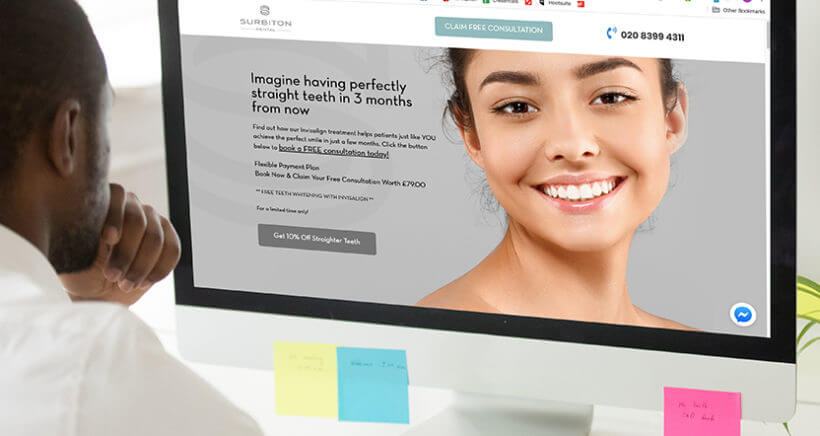 Hootsuite
Other Bookmarks
S
SURBITON
DENTAL
CLAIM FREE CONSULTATION
020 8399 4311
Imagine having perfectly
straight teeth in 3 months
from now
Find out how our Invisalign treatment helps patients just like YOU
achieve the perfect smile in just a few months. Click the button
below to book a FREE consultation today!
Flexible Payment Plan
Book Now & Claim Your Free Consultation Worth £79.00
** FREE TEETH WHITENING WITH INVISALIGN **
For a limited time only!
Get 10% Off Straighter Teeth